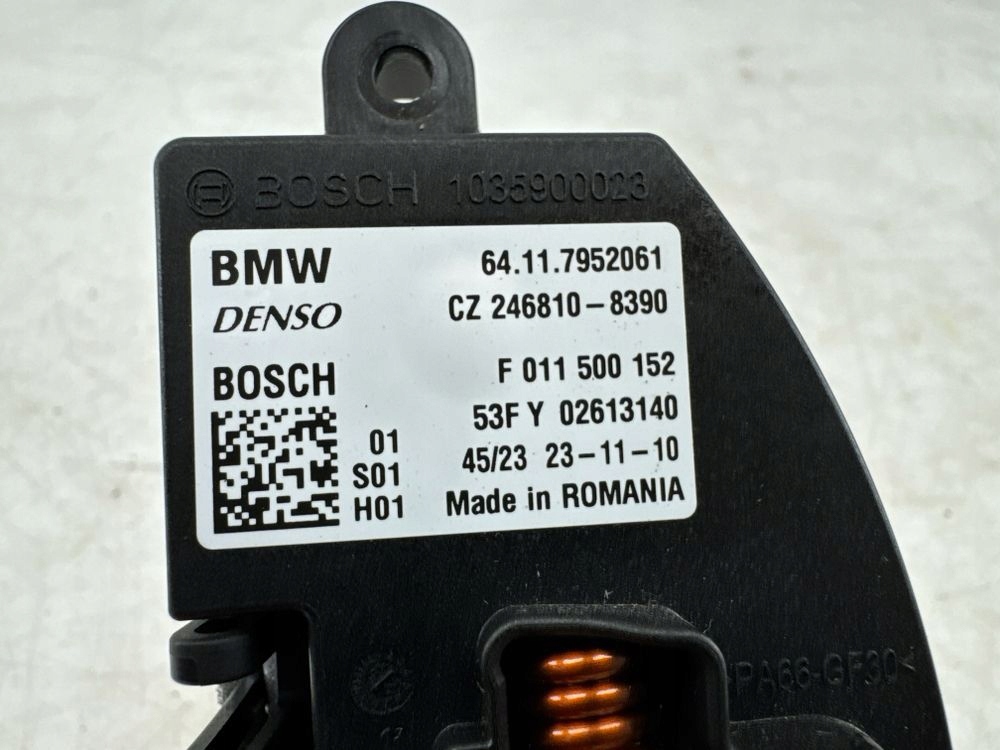 BOSCH 1035900023
BMW 64.11.7952061
DENSO CZ 246810-8390
BOSCH F 011 500 152
53F Y 02613140
01
S01 45/23 23-11-10
H01 Made in ROMANIA
>PA66-GF30<